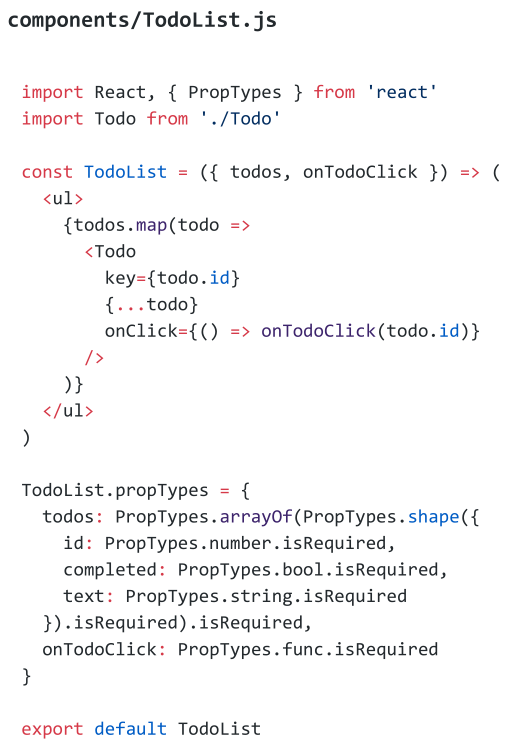 components/TodoList.js
import React, { PropTypes } from 'react'
import Todo from './Todo'
const TodoList = ({ todos, onTodoClick }) => (
  <ul>
    {todos.map(todo =>
      <Todo
        key={todo.id}
        {...todo}
        onClick={() => onTodoClick(todo.id)}
      />
    )}
  </ul>
)
TodoList.propTypes = {
  todos: PropTypes.arrayOf(PropTypes.shape({
    id: PropTypes.number.isRequired,
    completed: PropTypes.bool.isRequired,
    text: PropTypes.string.isRequired
  }).isRequired).isRequired,
  onTodoClick: PropTypes.func.isRequired
}
export default TodoList